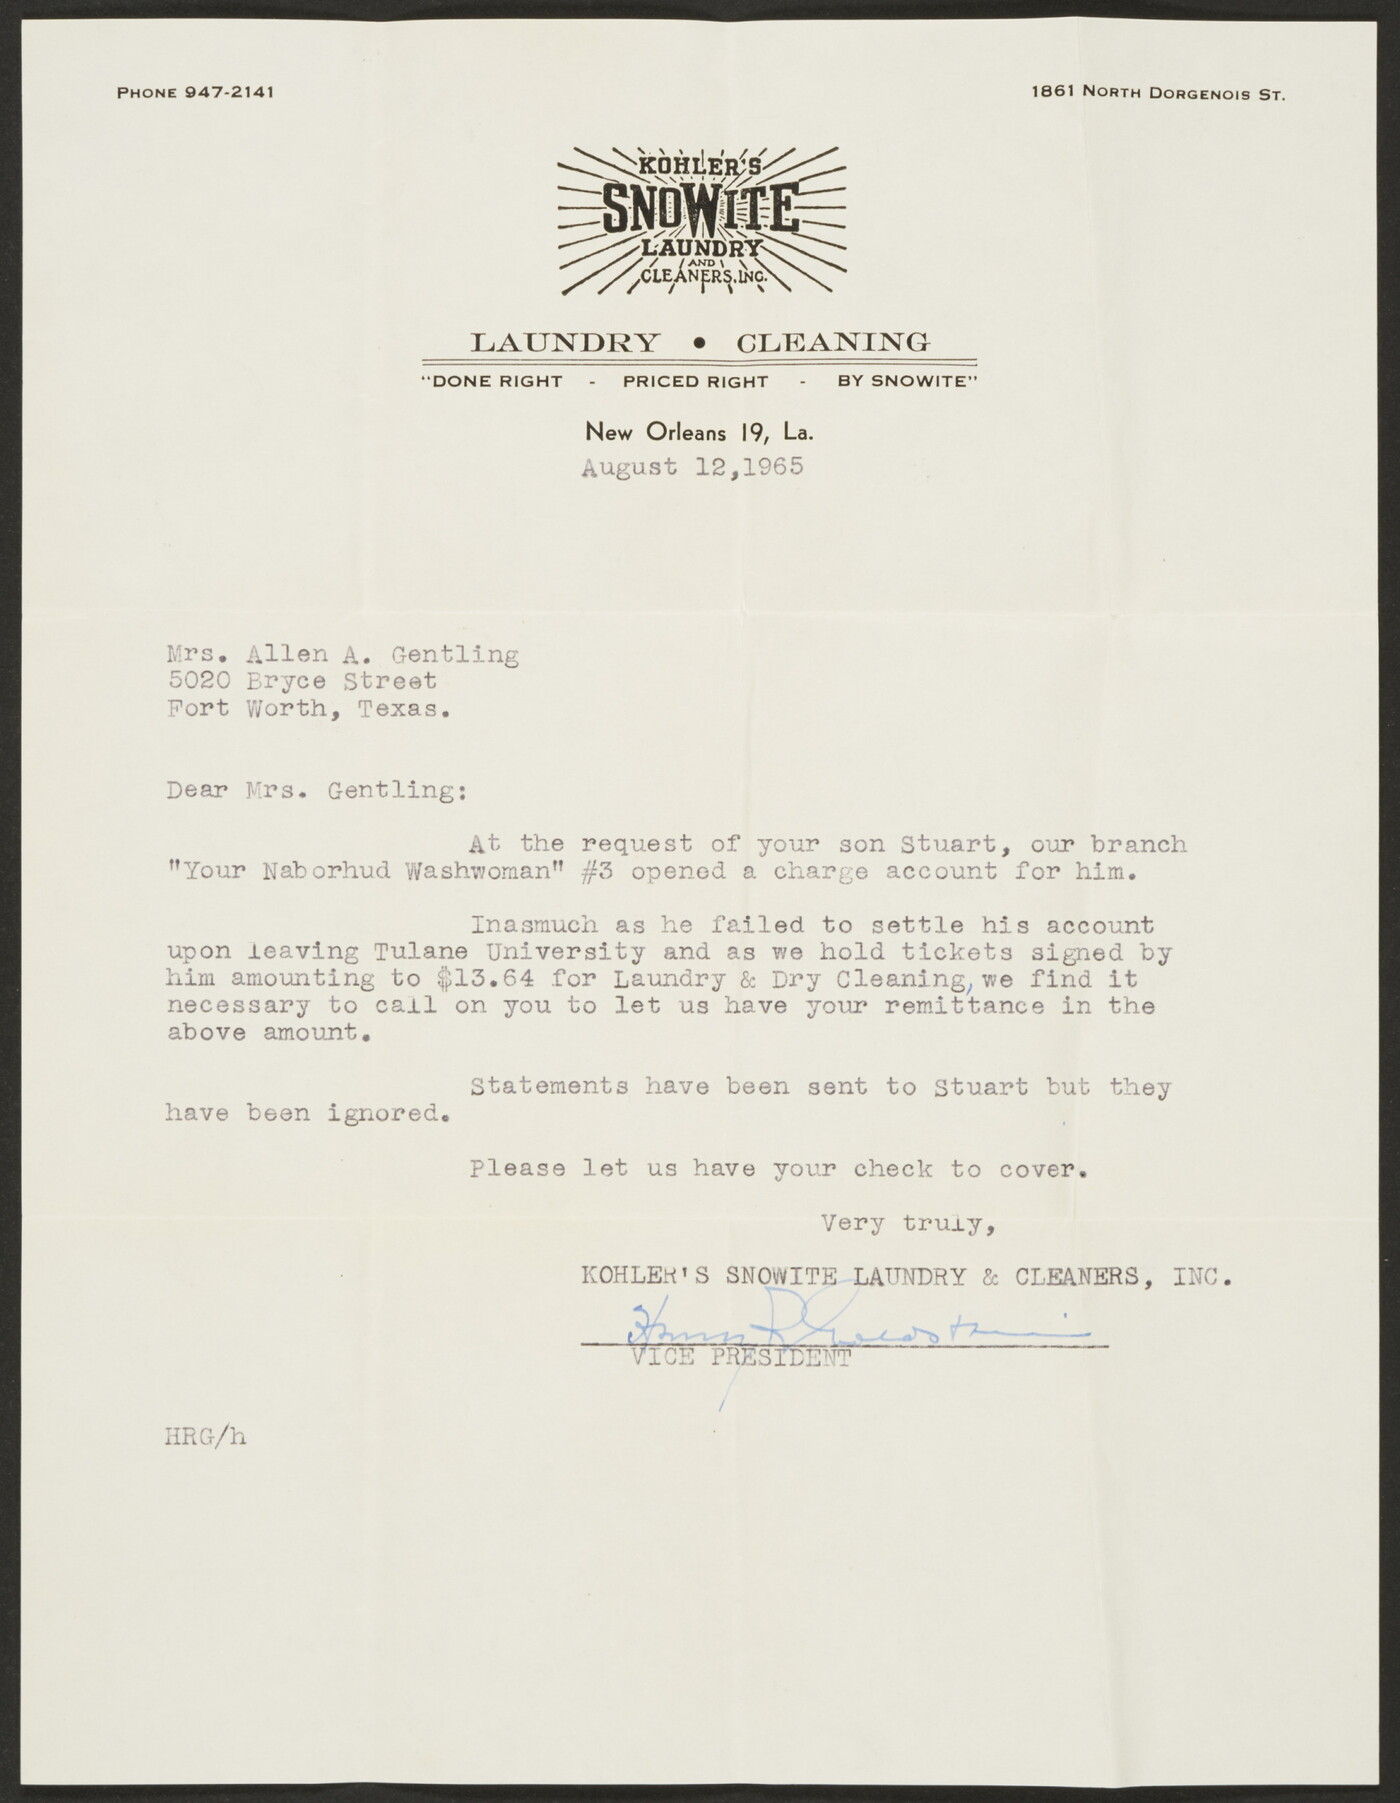 PHONE 947-2141
1861 NORTH DORGENOIS ST.
KOHLER'S
SNOWITE
LAUNDRY
AND
CLEANERS, INC.
LAUNDRY • CLEANING
"DONE RIGHT - PRICED RIGHT - BY SNOWITE"
New Orleans 19, La.
August 12,1965
Mrs. Allen A. Gentling
5020 Bryce Street
Fort Worth, Texas.
Dear Mrs. Gentling:
At the request of your son Stuart, our branch
"Your Naborhud Washwoman" #3 opened a charge account for him.
Inasmuch as he failed to settle his account
upon leaving Tulane University and as we hold tickets signed by
him amounting to $13.64 for Laundry & Dry Cleaning, we find it
necessary to call on you to let us have your remittance in the
above amount.
Statements have been sent to Stuart but they
have been ignored.
Please let us have your check to cover.
Very truly,
KOHLER'S SNOWITE LAUNDRY & CLEANERS, INC.
R Goldstein
VICE PRESIDENT
HRG/h